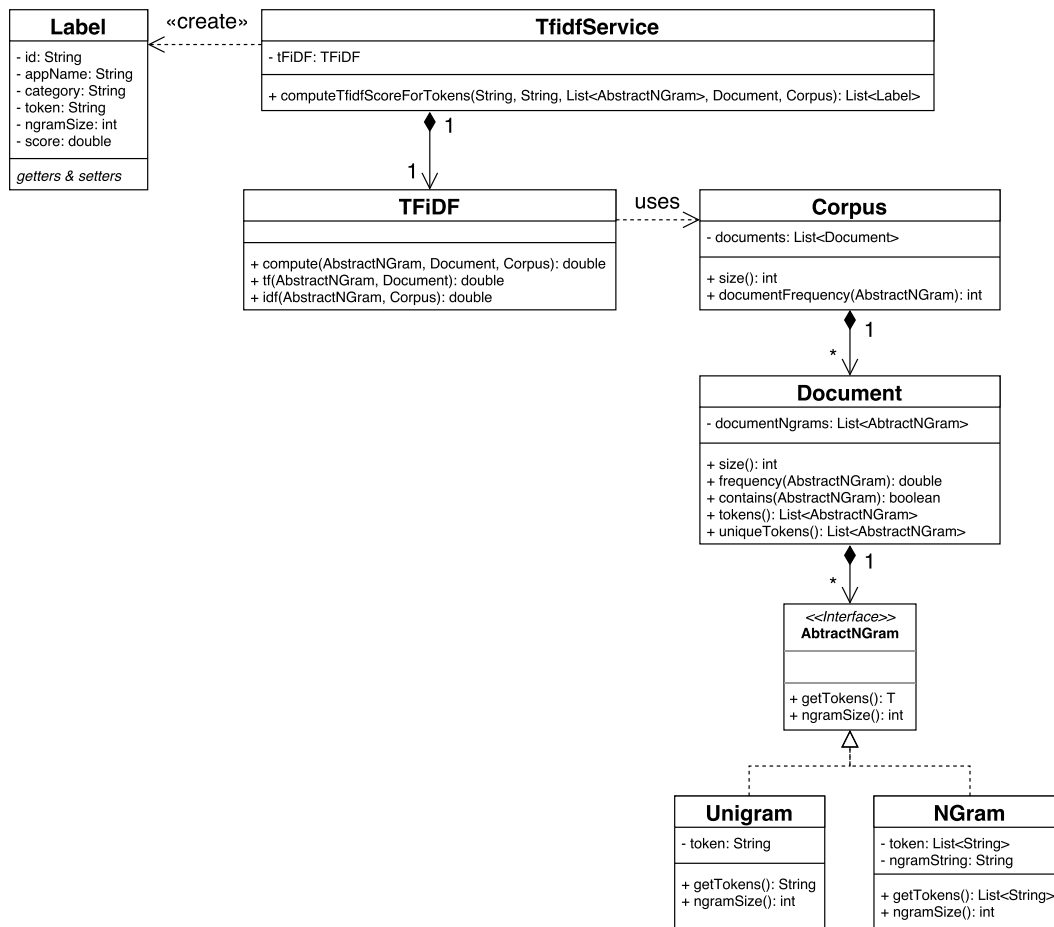 Label
- id: String
- appName: String
- category: String
- token: String
- ngramSize: int
- score: double
getters & setters
«create»
TfidfService
- tFiDF: TFiDF
+ computeTfidfScoreForTokens(String, String, List<AbstractNGram>, Document, Corpus): List<Label>
1
1
TFiDF
+ compute(AbstractNGram, Document, Corpus): double
+ tf(AbstractNGram, Document): double
+ idf(AbstractNGram, Corpus): double
uses
Corpus
- documents: List<Document>
+ size(): int
+ documentFrequency(AbstractNGram): int
1
*
Document
- documentNgrams: List<AbtractNGram>
+ size(): int
+ frequency(AbstractNGram): double
+ contains(AbstractNGram): boolean
+ tokens(): List<AbstractNGram>
+ uniqueTokens(): List<AbstractNGram>
1
*
<<Interface>>
AbtractNGram
+ getTokens(): T
+ ngramSize(): int
Unigram
- token: String
+ getTokens(): String
+ ngramSize(): int
NGram
- token: List<String>
- ngramString: String
+ getTokens(): List<String>
+ ngramSize(): int